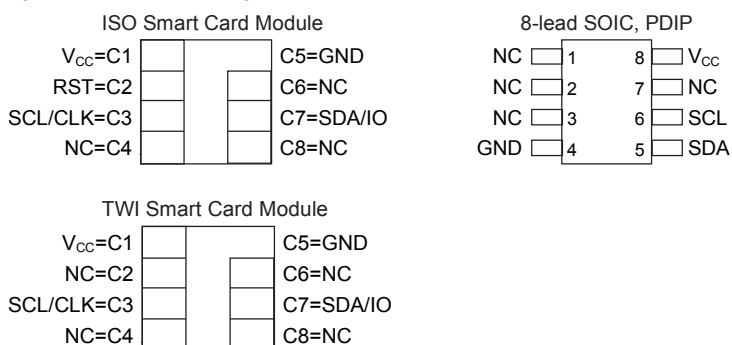 ISO Smart Card Module
V_CC=C1 C5=GND
RST=C2 C6=NC
SCL/CLK=C3 C7=SDA/IO
NC=C4 C8=NC
8-lead SOIC, PDIP
NC 1 8 V_CC
NC 2 7 NC
NC 3 6 SCL
GND 4 5 SDA
TWI Smart Card Module
V_CC=C1 C5=GND
NC=C2 C6=NC
SCL/CLK=C3 C7=SDA/IO
NC=C4 C8=NC